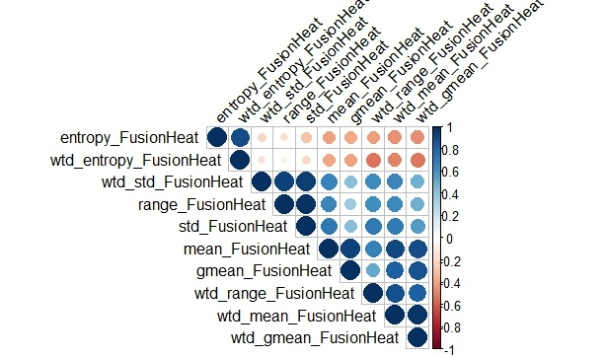 entropy_FusionHeat
wtd_entropy_FusionHeat
wtd_std_FusionHeat
range_FusionHeat
std_FusionHeat
mean_FusionHeat
gmean_FusionHeat
wtd_range_FusionHeat
wtd_mean_FusionHeat
wtd_gmean_FusionHeat
entropy_FusionHeat
wtd_entropy_FusionHeat
wtd_std_FusionHeat
range_FusionHeat
std_FusionHeat
mean_FusionHeat
gmean_FusionHeat
wtd_range_FusionHeat
wtd_mean_FusionHeat
wtd_gmean_FusionHeat
1
0.8
0.6
0.4
0.2
0
-0.2
-0.4
-0.6
-0.8
-1